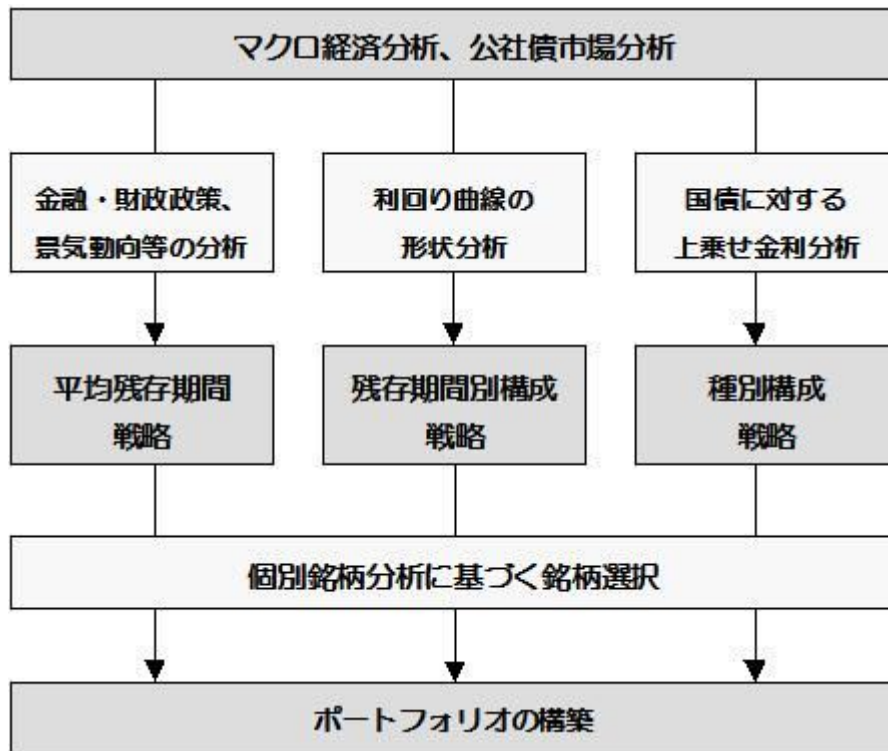 マクロ経済分析、公社債市場分析
金融・財政政策、
景気動向等の分析
利回り曲線の
形状分析
国債に対する
上乗せ金利分析
平均残存期間
戦略
残存期間別構成
戦略
種別構成
戦略
個別銘柄分析に基づく銘柄選択
ポートフォリオの構築